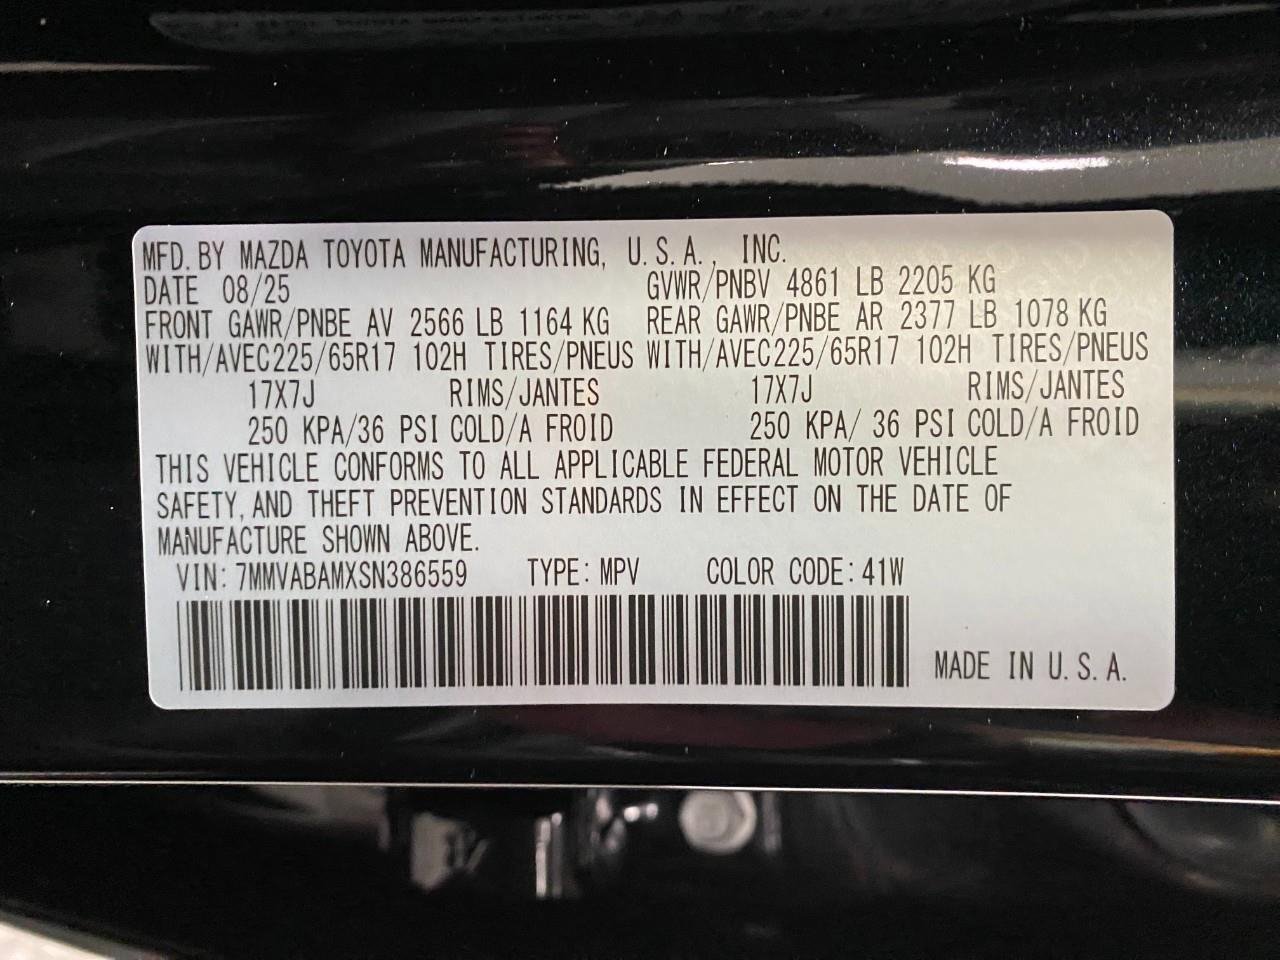 MFD. BY MAZDA TOYOTA MANUFACTURING, U.S.A., INC.
DATE 08/25 GVWR/PNBV 4861 LB 2205 KG
FRONT GAWR/PNBE AV 2566 LB 1164 KG REAR GAWR/PNBE AR 2377 LB 1078 KG
WITH/AVEC225/65R17 102H TIRES/PNEUS WITH/AVEC225/65R17 102H TIRES/PNEUS
17X7J RIMS/JANTES 17X7J RIMS/JANTES
250 KPA/36 PSI COLD/A FROID 250 KPA/ 36 PSI COLD/A FROID
THIS VEHICLE CONFORMS TO ALL APPLICABLE FEDERAL MOTOR VEHICLE
SAFETY, AND THEFT PREVENTION STANDARDS IN EFFECT ON THE DATE OF
MANUFACTURE SHOWN ABOVE.
VIN: 7MMVABAMXSN386559 TYPE: MPV COLOR CODE: 41W
MADE IN U.S.A.